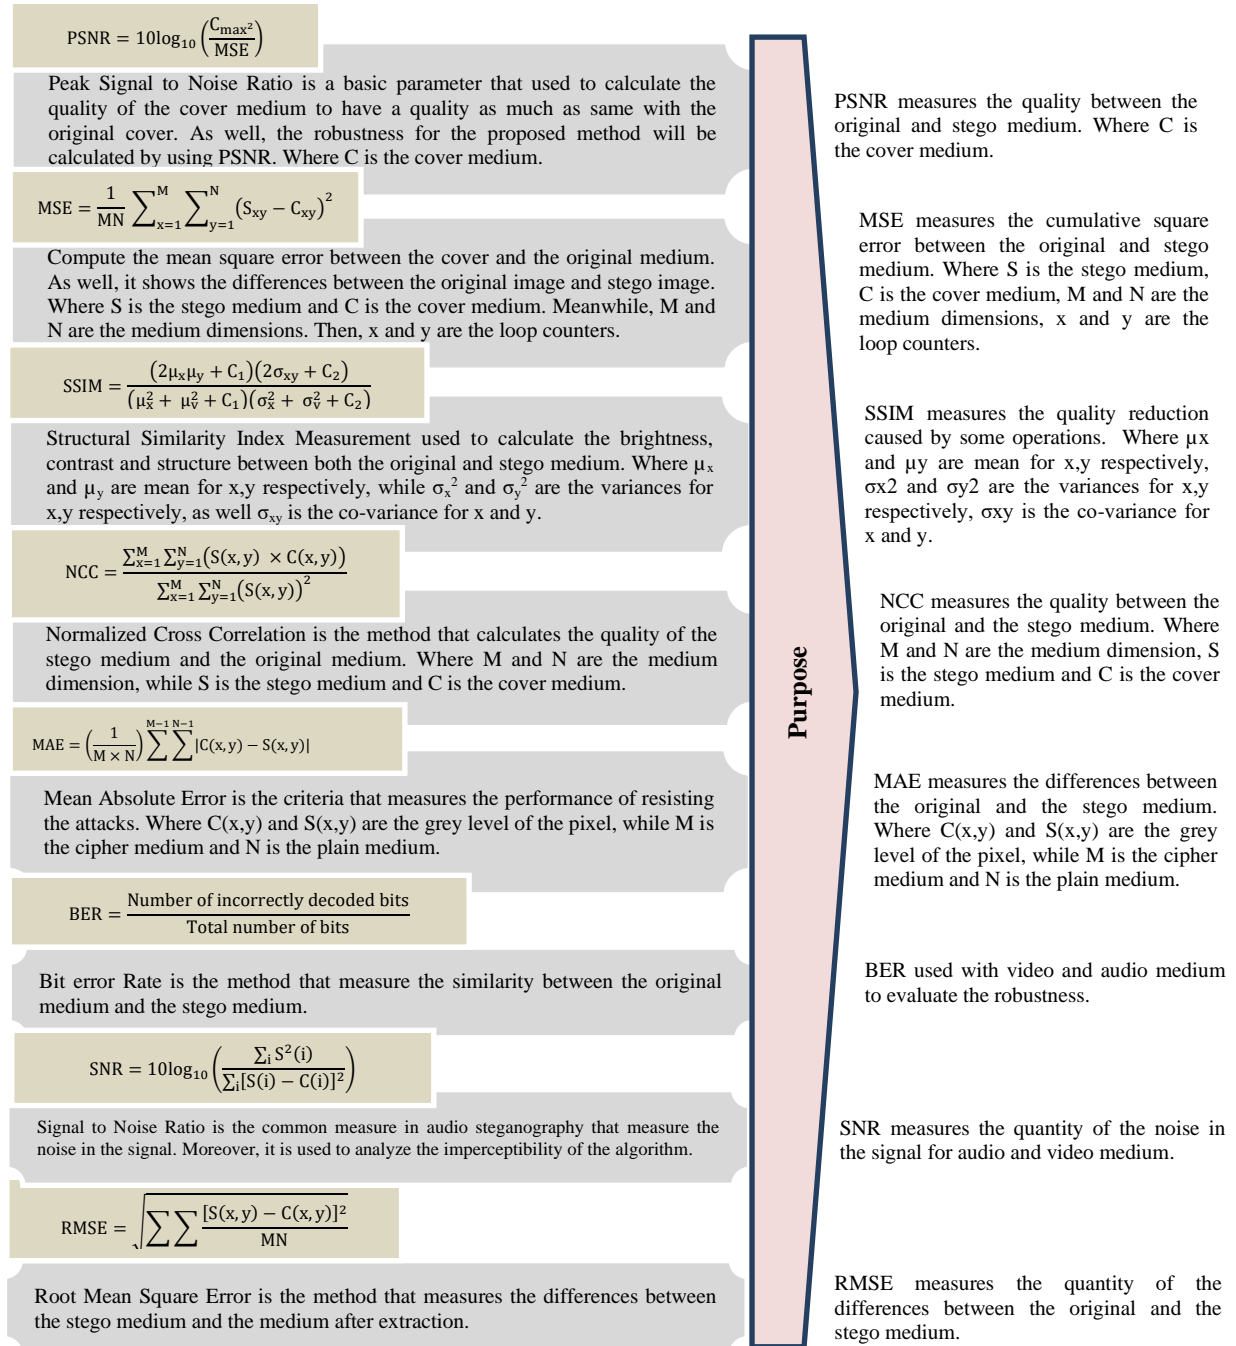 PSNR = 10log₁₀ (C_max² / MSE)
Peak Signal to Noise Ratio is a basic parameter that used to calculate the
quality of the cover medium to have a quality as much as same with the
original cover. As well, the robustness for the proposed method will be
calculated by using PSNR. Where C is the cover medium.
PSNR measures the quality between the
original and stego medium. Where C is
the cover medium.
MSE = 1/MN ∑_{x=1}^{M} ∑_{y=1}^{N} (S_xy − C_xy)²
Compute the mean square error between the cover and the original medium.
As well, it shows the differences between the original image and stego image.
Where S is the stego medium and C is the cover medium. Meanwhile, M and
N are the medium dimensions. Then, x and y are the loop counters.
MSE measures the cumulative square
error between the original and stego
medium. Where S is the stego medium,
C is the cover medium, M and N are the
medium dimensions, x and y are the
loop counters.
SSIM = (2μ_xμ_y + C₁)(2σ_xy + C₂) / (μ_x² + μ_v² + C₁)(σ_x² + σ_v² + C₂)
Structural Similarity Index Measurement used to calculate the brightness,
contrast and structure between both the original and stego medium. Where μ_x
and μ_y are mean for x,y respectively, while σ_x² and σ_y² are the variances for
x,y respectively, as well σ_xy is the co-variance for x and y.
SSIM measures the quality reduction
caused by some operations. Where μx
and μy are mean for x,y respectively,
σx2 and σy2 are the variances for x,y
respectively, σxy is the co-variance for
x and y.
NCC = ∑_{x=1}^{M} ∑_{y=1}^{N} (S(x, y) × C(x, y)) / ∑_{x=1}^{M} ∑_{y=1}^{N} (S(x, y))²
Normalized Cross Correlation is the method that calculates the quality of the
stego medium and the original medium. Where M and N are the medium
dimension, while S is the stego medium and C is the cover medium.
NCC measures the quality between the
original and the stego medium. Where
M and N are the medium dimension, S
is the stego medium and C is the cover
medium.
Purpose
MAE = (1 / M × N) ∑^{M−1} ∑^{N−1} |C(x, y) − S(x, y)|
Mean Absolute Error is the criteria that measures the performance of resisting
the attacks. Where C(x,y) and S(x,y) are the grey level of the pixel, while M is
the cipher medium and N is the plain medium.
MAE measures the differences between
the original and the stego medium.
Where C(x,y) and S(x,y) are the grey
level of the pixel, while M is the cipher
medium and N is the plain medium.
BER = Number of incorrectly decoded bits / Total number of bits
Bit error Rate is the method that measure the similarity between the original
medium and the stego medium.
BER used with video and audio medium
to evaluate the robustness.
SNR = 10log₁₀ (∑_i S²(i) / ∑_i[S(i) − C(i)]²)
Signal to Noise Ratio is the common measure in audio steganography that measure the
noise in the signal. Moreover, it is used to analyze the imperceptibility of the algorithm.
SNR measures the quantity of the noise in
the signal for audio and video medium.
RMSE = √(∑ ∑ [S(x, y) − C(x, y)]² / MN)
Root Mean Square Error is the method that measures the differences between
the stego medium and the medium after extraction.
RMSE measures the quantity of the
differences between the original and the
stego medium.